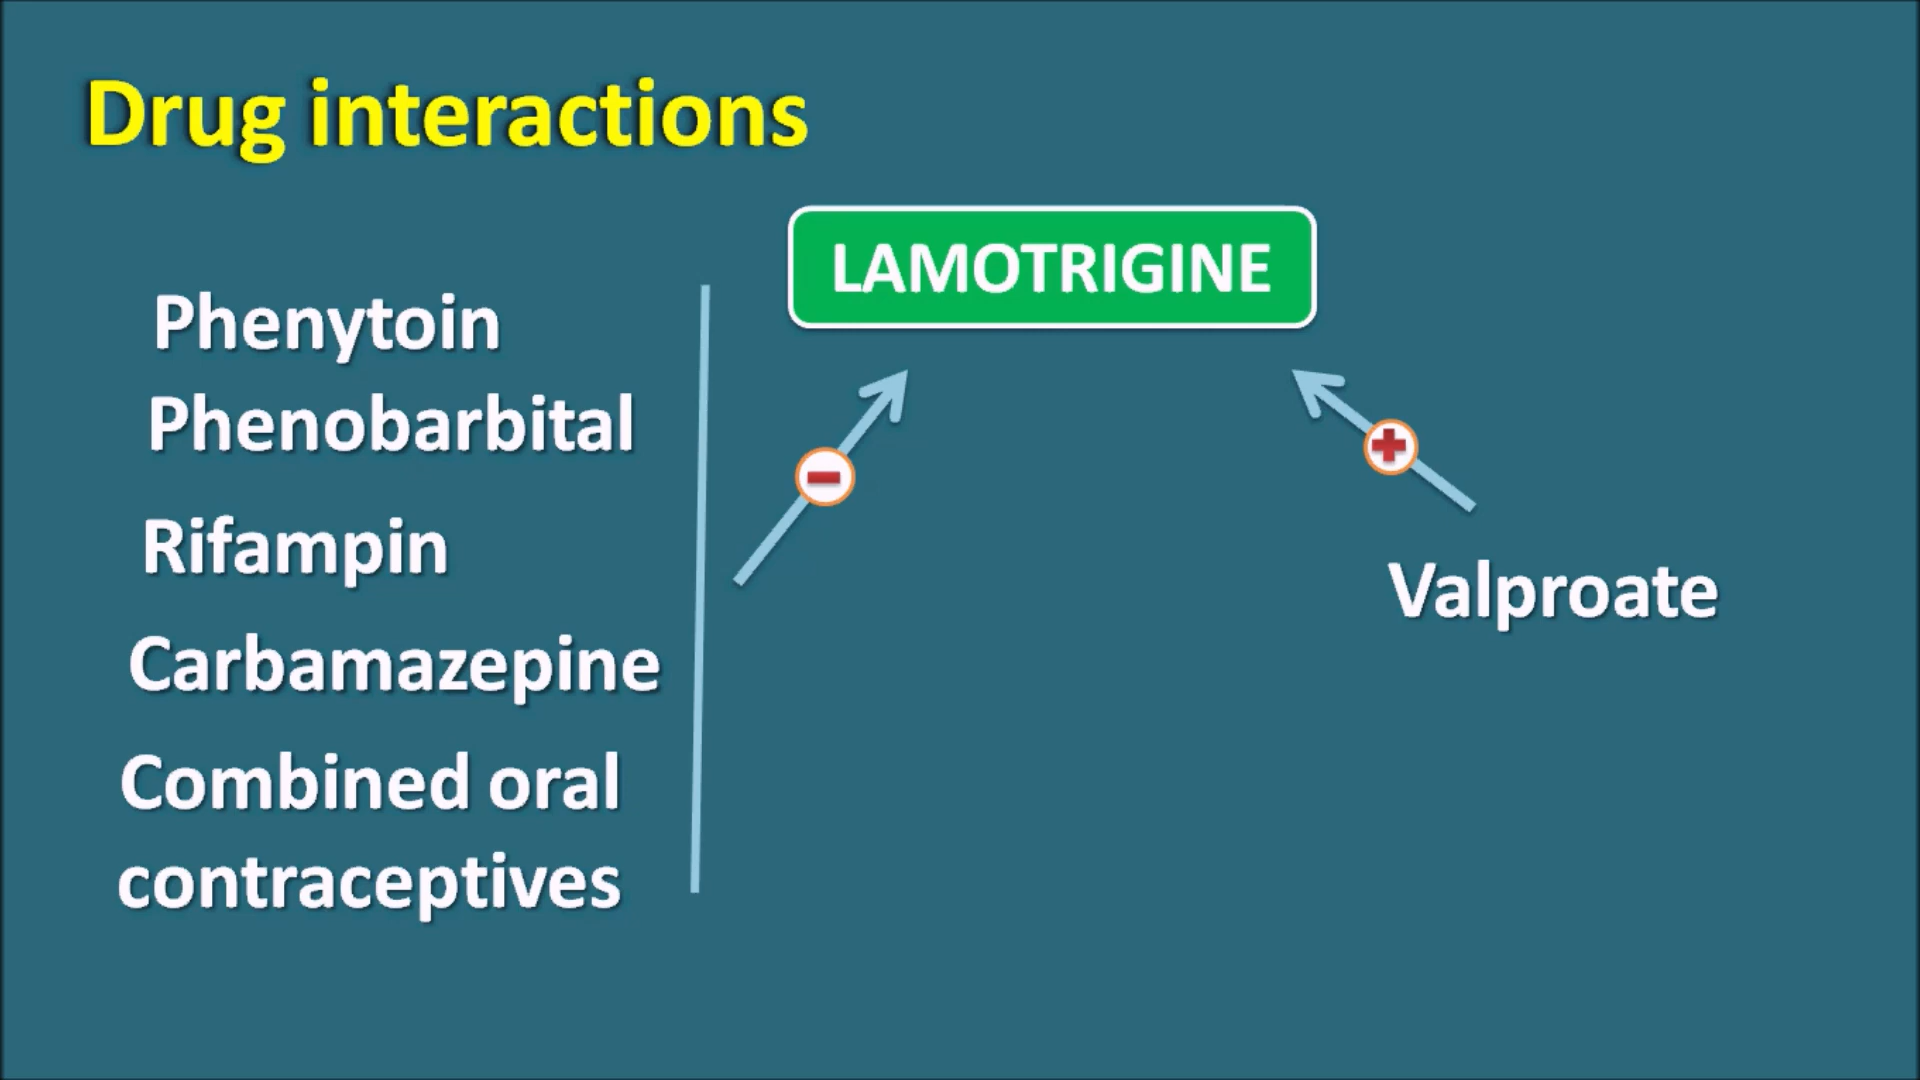 Drug interactions
LAMOTRIGINE
Phenytoin
Phenobarbital
Rifampin
Carbamazepine
Combined oral
contraceptives
Valproate